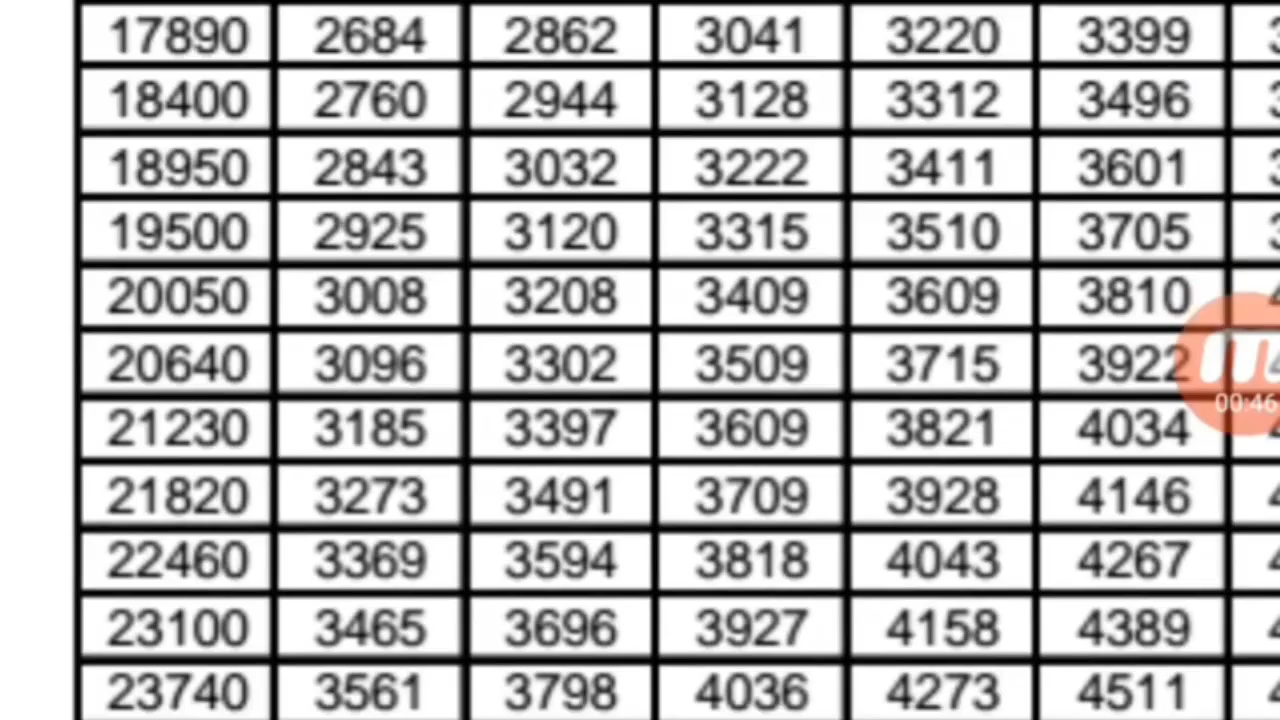 17890 2684 2862 3041 3220 3399
18400 2760 2944 3128 3312 3496
18950 2843 3032 3222 3411 3601
19500 2925 3120 3315 3510 3705
20050 3008 3208 3409 3609 3810
20640 3096 3302 3509 3715 3922
00:46
21230 3185 3397 3609 3821 4034
21820 3273 3491 3709 3928 4146
22460 3369 3594 3818 4043 4267
23100 3465 3696 3927 4158 4389
23740 3561 3798 4036 4273 4511